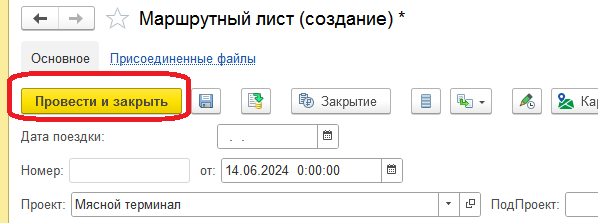 Маршрутный лист (создание) *
Основное Присоединенные файлы
Провести и закрыть Закрытие Ка
Дата поездки: . .
Номер: от: 14.06.2024 0:00:00
Проект: Мясной терминал ПодПроект: